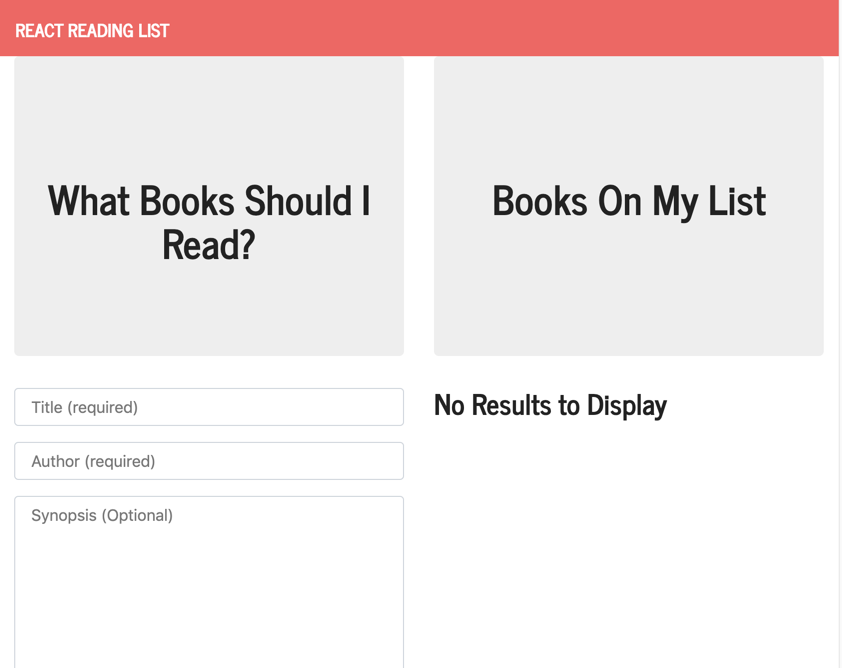 REACT READING LIST
What Books Should I
Read?
Books On My List
Title (required)
Author (required)
Synopsis (Optional)
No Results to Display